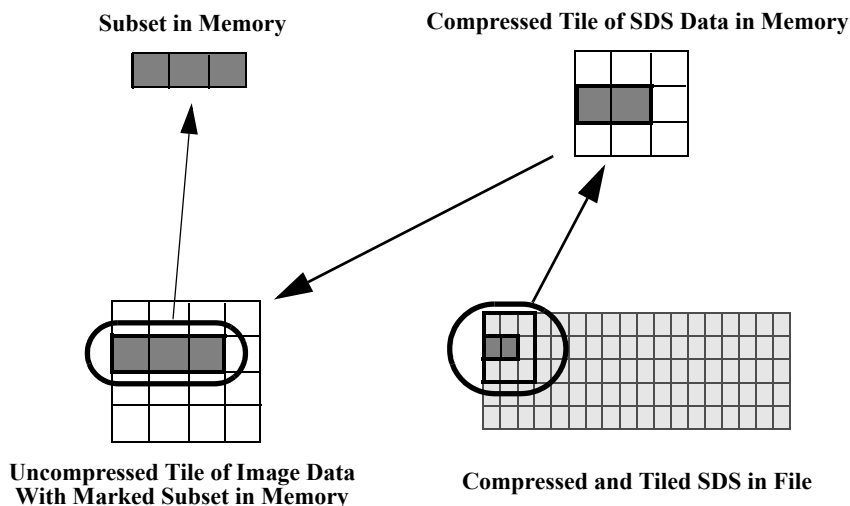 Subset in Memory
Compressed Tile of SDS Data in Memory
Uncompressed Tile of Image Data
With Marked Subset in Memory
Compressed and Tiled SDS in File